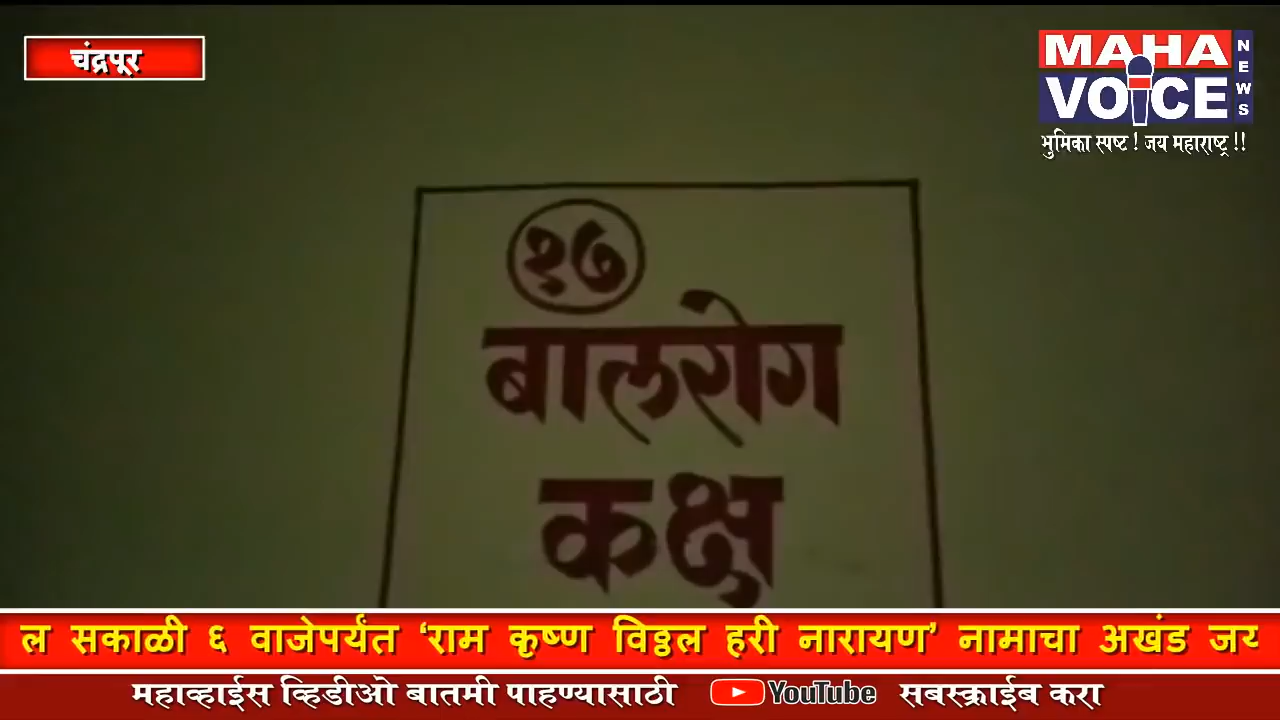 चंद्रपूर
MAHA
VOICE
NEWS
भुमिका स्पष्ट ! जय महाराष्ट्र !!
१७
बालरोग
कक्ष
ल सकाळी ६ वाजेपर्यंत ‘राम कृष्ण विठ्ठल हरी नारायण’ नामाचा अखंड जय
महाव्हाईस व्हिडीओ बातमी पाहण्यासाठी YouTube सबस्क्राईब करा